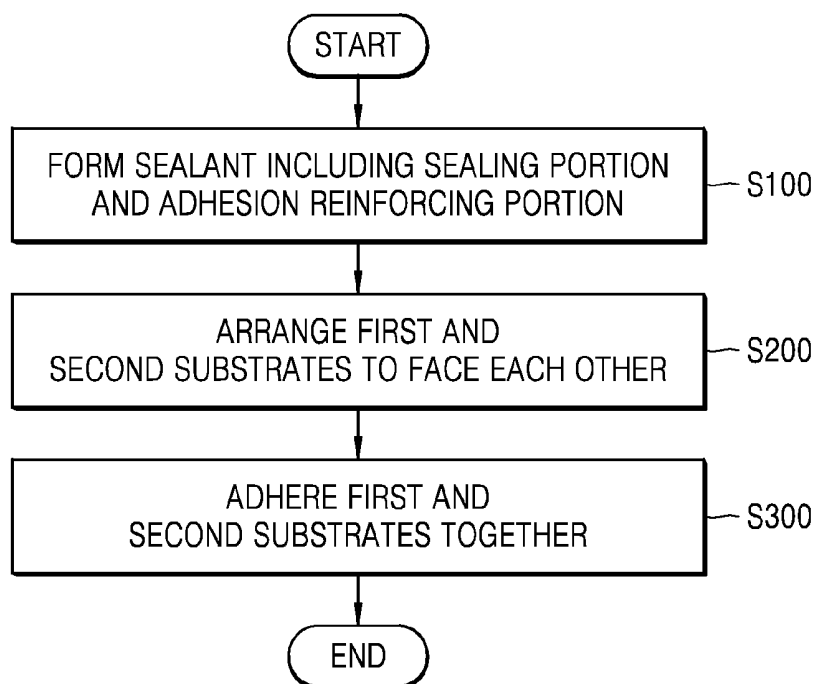 START
FORM SEALANT INCLUDING SEALING PORTION
AND ADHESION REINFORCING PORTION
S100
ARRANGE FIRST AND
SECOND SUBSTRATES TO FACE EACH OTHER
S200
ADHERE FIRST AND
SECOND SUBSTRATES TOGETHER
S300
END